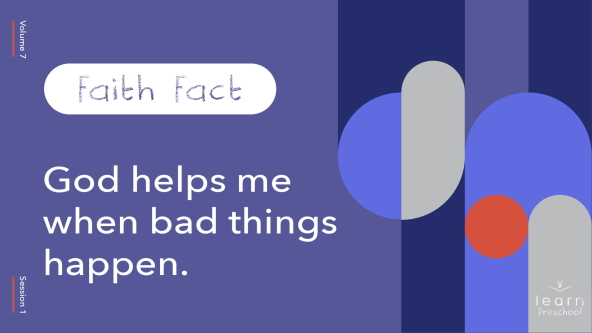 Volume 7
Faith Fact
God helps me
when bad things
happen.
Session 1
learn
Preschool